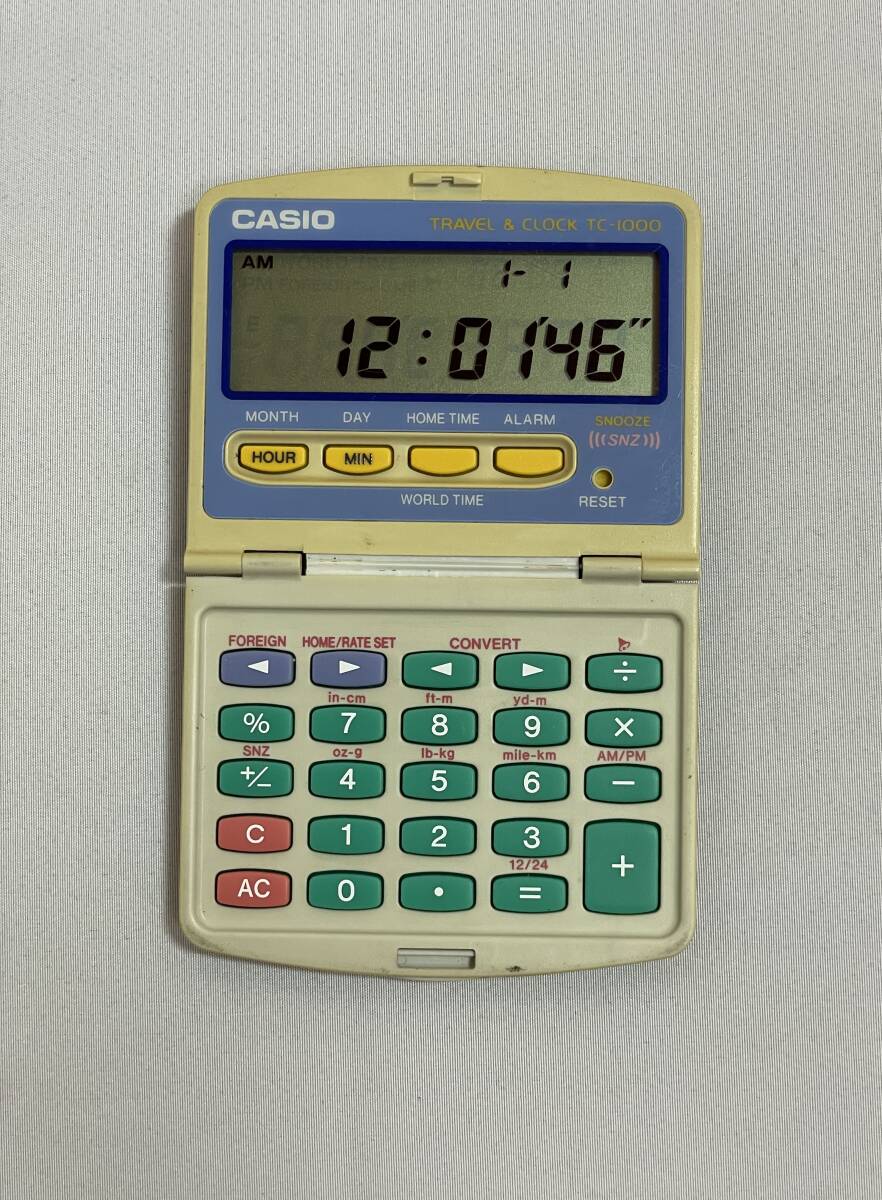 CASIO TRAVEL & CLOCK TC-1000
AM 1- 1
12:01'46"
MONTH DAY HOME TIME ALARM SNOOZE
(((SNZ)))
HOUR MIN
WORLD TIME RESET
FOREIGN HOME/RATE SET CONVERT
◄ ► ◄ ► ÷
in-cm ft-m yd-m
% 7 8 9 ×
SNZ oz-g lb-kg mile-km AM/PM
+/− 4 5 6 −
C 1 2 3 +
12/24
AC 0 • =